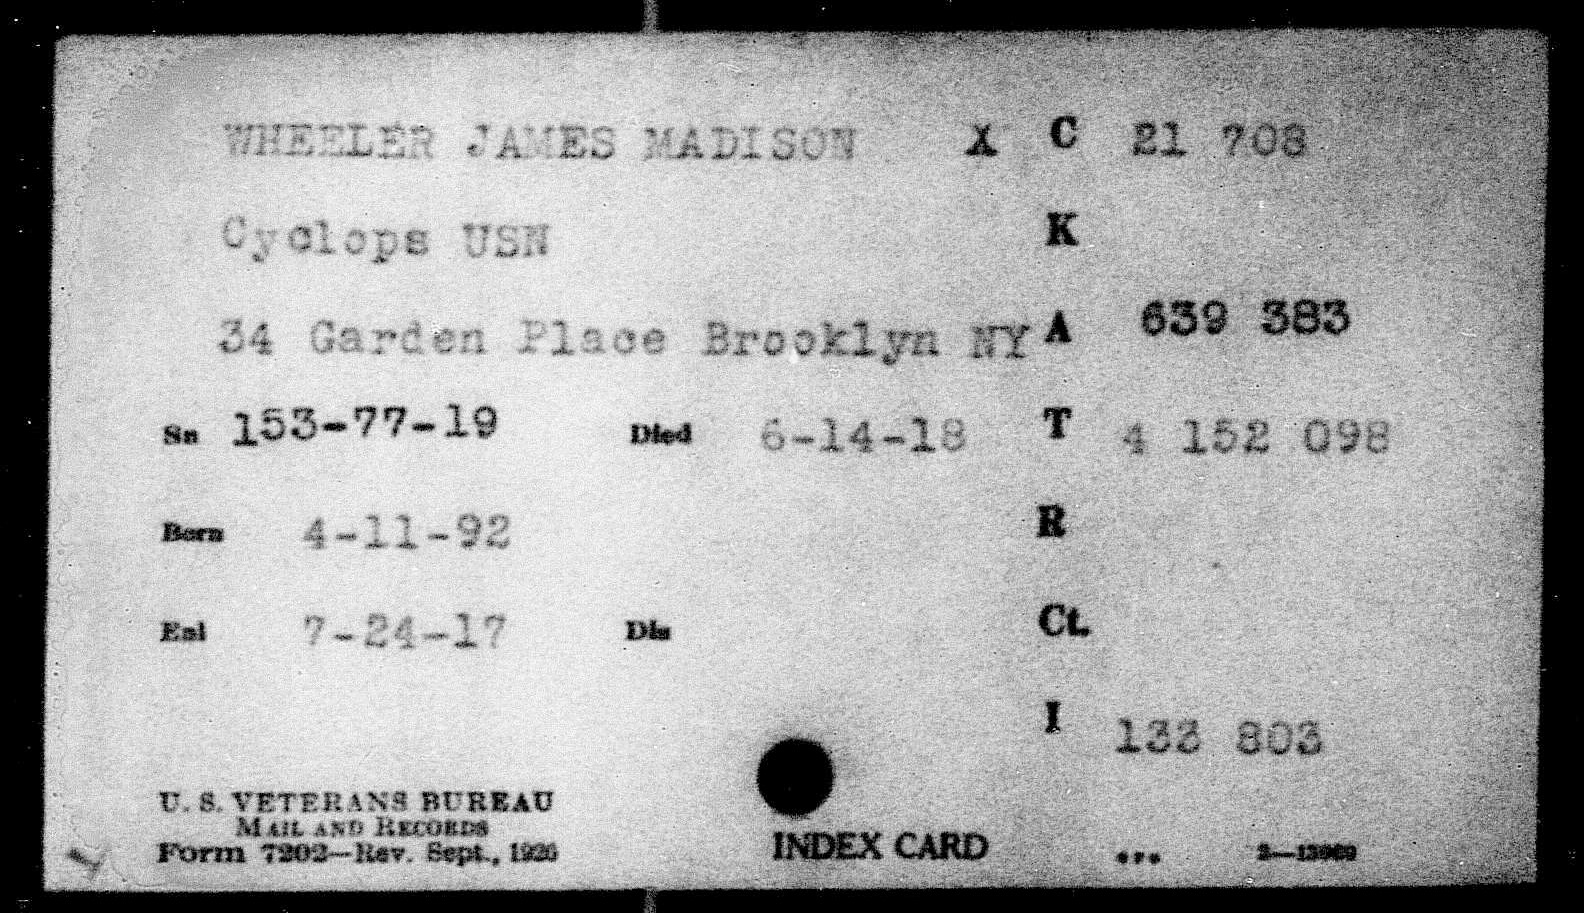 WHEELER JAMES MADISON X C 21 708
Cyclops USN K
34 Garden Place Brooklyn NY A 639 383
Sn 153-77-19 Died 6-14-18 T 4 152 098
Born 4-11-92 R
Enl 7-24-17 Dis Ct.
I 133 803
U. S. VETERANS BUREAU
MAIL AND RECORDS
Form 7202—Rev. Sept., 1926
INDEX CARD